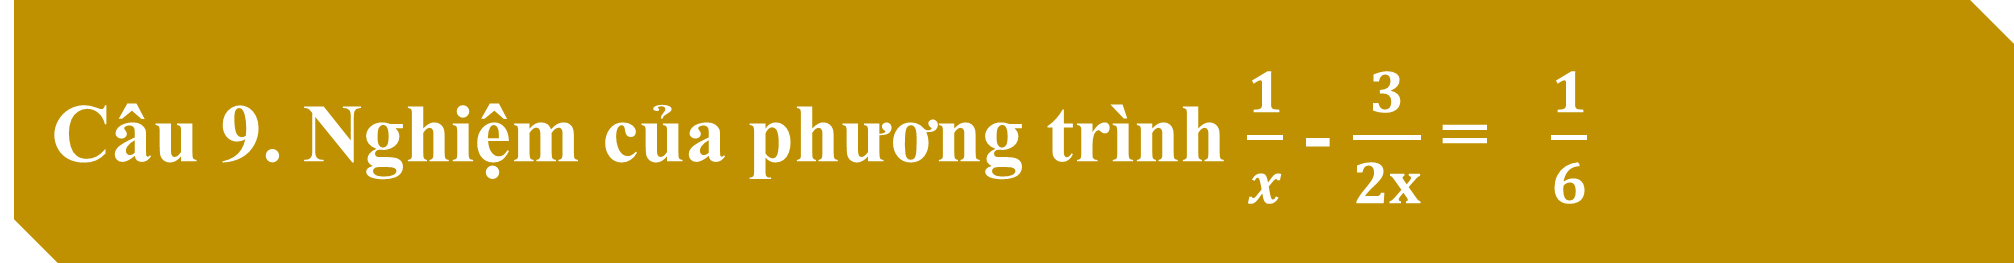 Câu 9. Nghiệm của phương trình 1/x - 3/2x = 1/6